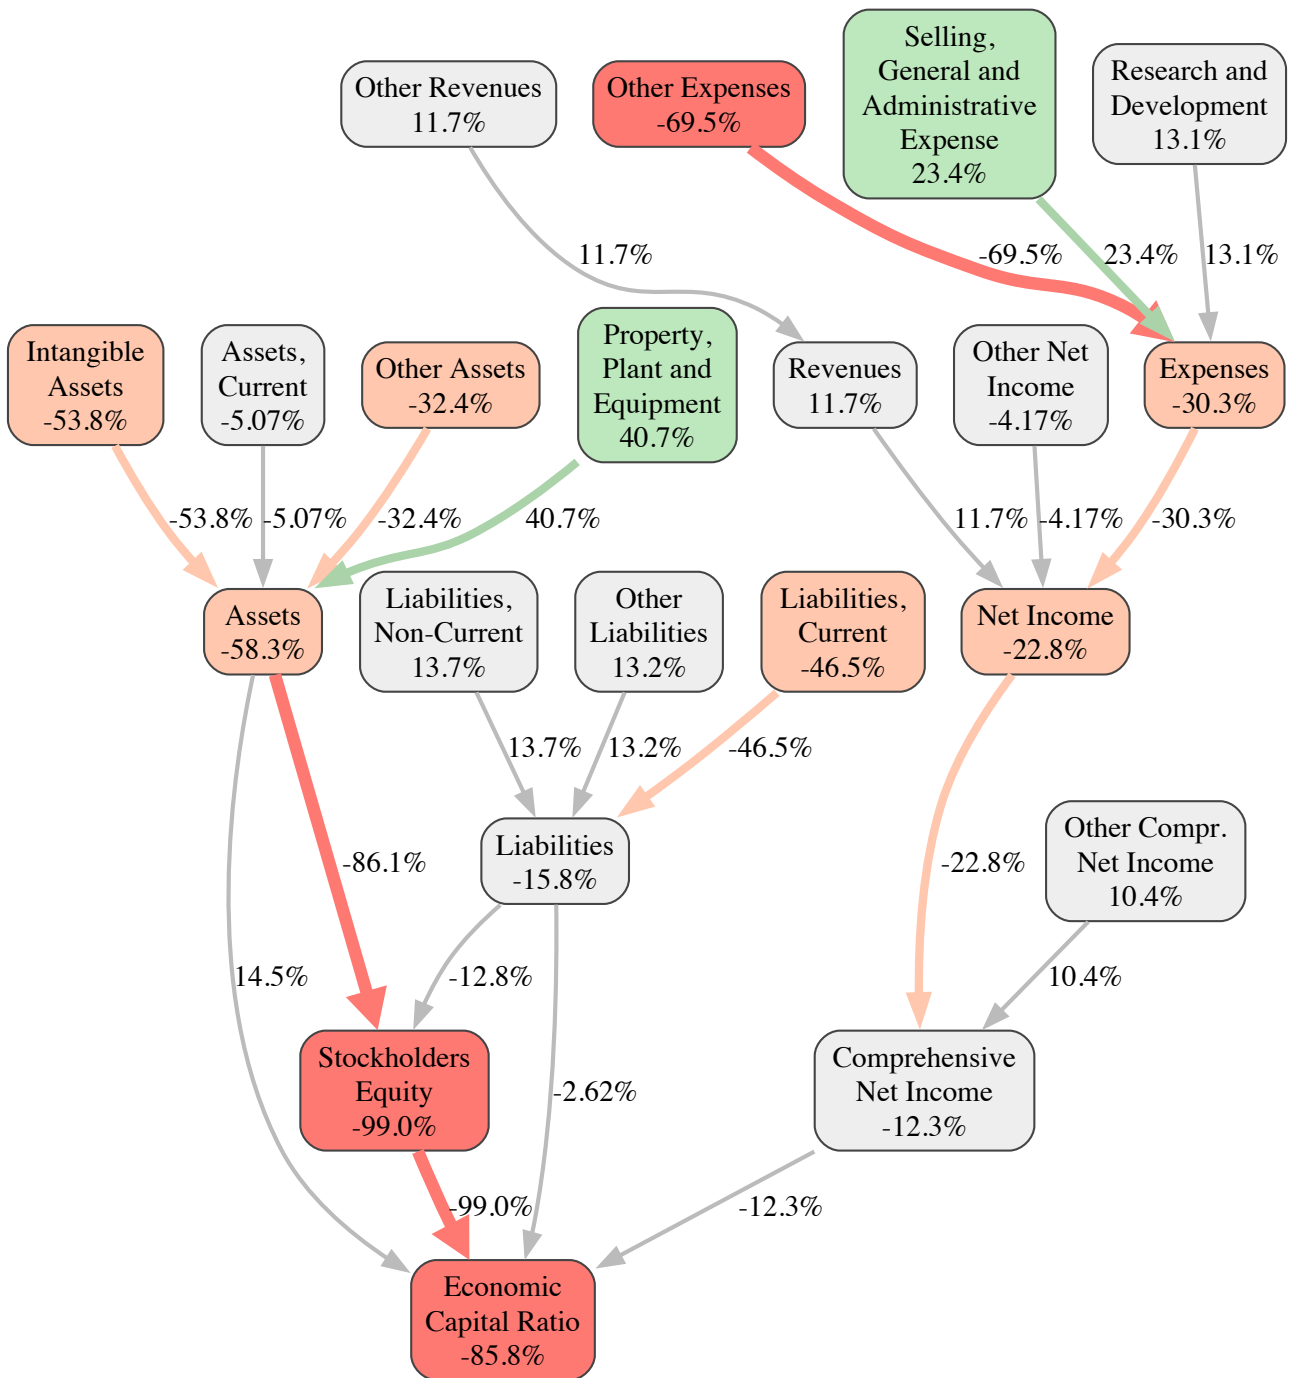 Other Revenues
11.7%
Other Expenses
-69.5%
Selling,
General and
Administrative
Expense
23.4%
Research and
Development
13.1%
11.7%
-69.5%
23.4%
13.1%
Intangible
Assets
-53.8%
Assets,
Current
-5.07%
Other Assets
-32.4%
Property,
Plant and
Equipment
40.7%
Revenues
11.7%
Other Net
Income
-4.17%
Expenses
-30.3%
-53.8%
-5.07%
-32.4%
40.7%
11.7%
-4.17%
-30.3%
Assets
-58.3%
Liabilities,
Non-Current
13.7%
Other
Liabilities
13.2%
Liabilities,
Current
-46.5%
Net Income
-22.8%
13.7%
13.2%
-46.5%
Liabilities
-15.8%
-86.1%
-22.8%
Other Compr.
Net Income
10.4%
14.5%
-12.8%
10.4%
Stockholders
Equity
-99.0%
-2.62%
Comprehensive
Net Income
-12.3%
-99.0%
-12.3%
Economic
Capital Ratio
-85.8%